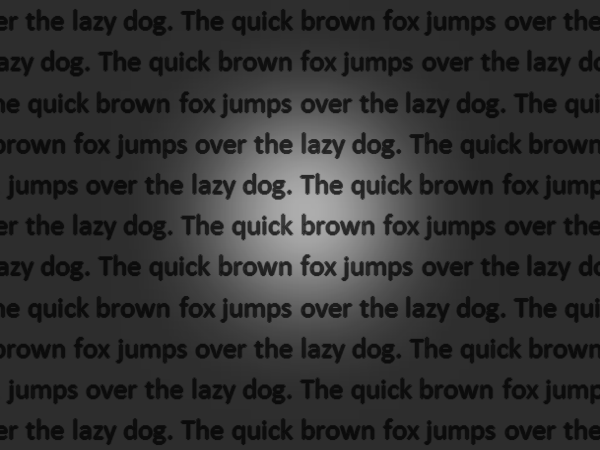 er the lazy dog. The quick brown fox jumps over the
azy dog. The quick brown fox jumps over the lazy do
he quick brown fox jumps over the lazy dog. The qui
brown fox jumps over the lazy dog. The quick brown
jumps over the lazy dog. The quick brown fox jump
er the lazy dog. The quick brown fox jumps over the
azy dog. The quick brown fox jumps over the lazy do
he quick brown fox jumps over the lazy dog. The qui
brown fox jumps over the lazy dog. The quick brown
jumps over the lazy dog. The quick brown fox jump
er the lazy dog. The quick brown fox jumps over the